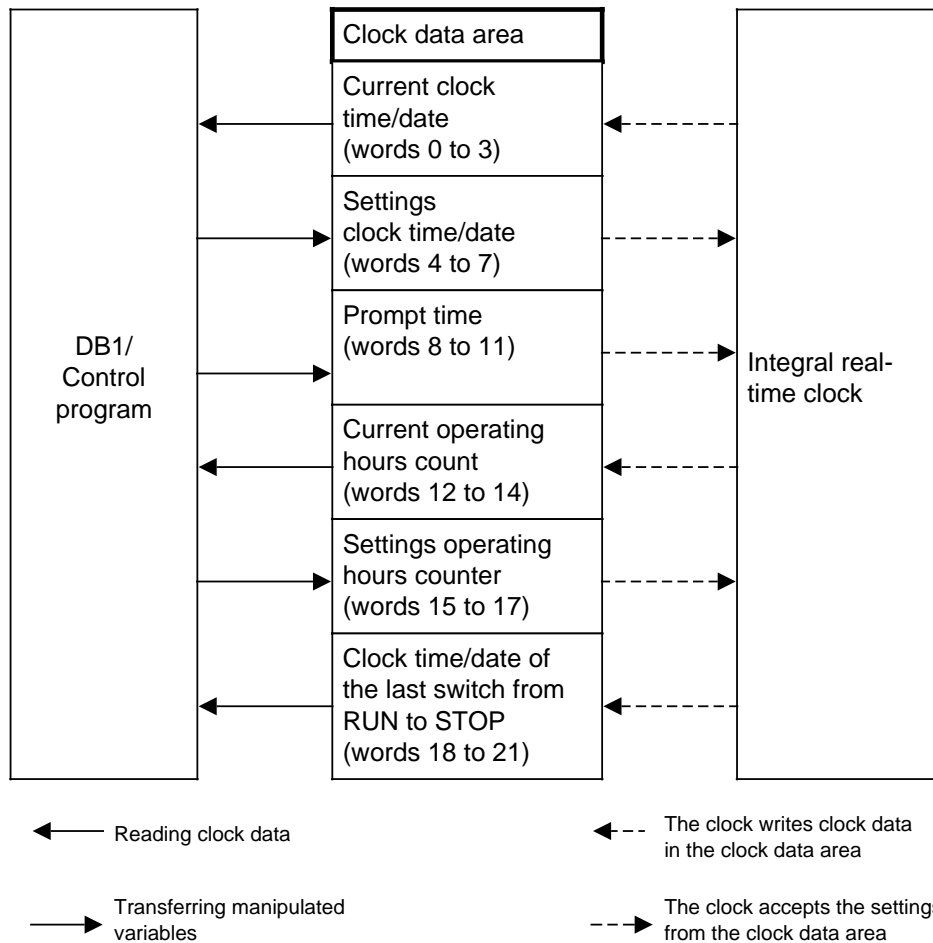 Clock data area
Current clock
time/date
(words 0 to 3)
Settings
clock time/date
(words 4 to 7)
Prompt time
(words 8 to 11)
DB1/
Control
program
Integral real-
time clock
Current operating
hours count
(words 12 to 14)
Settings operating
hours counter
(words 15 to 17)
Clock time/date of
the last switch from
RUN to STOP
(words 18 to 21)
Reading clock data
The clock writes clock data
in the clock data area
Transferring manipulated
variables
The clock accepts the settings
from the clock data area